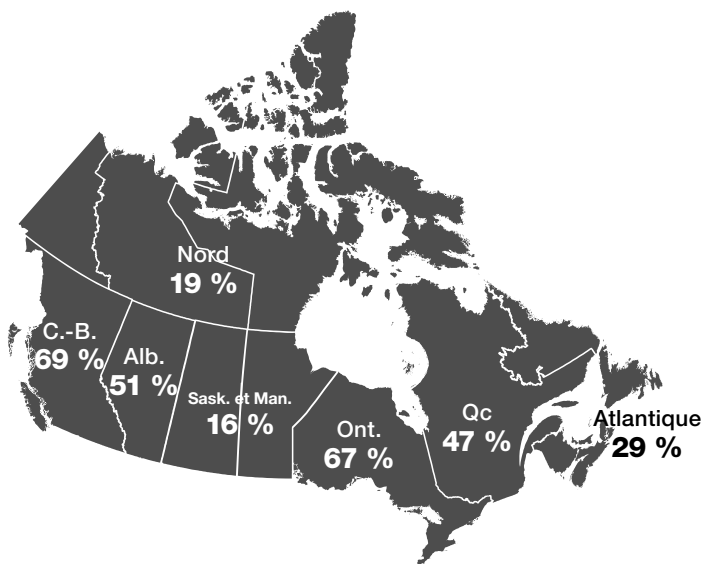 Nord
19 %
C.-B.
69 %
Alb.
51 %
Sask. et Man.
16 %
Ont.
67 %
Qc
47 %
Atlantique
29 %